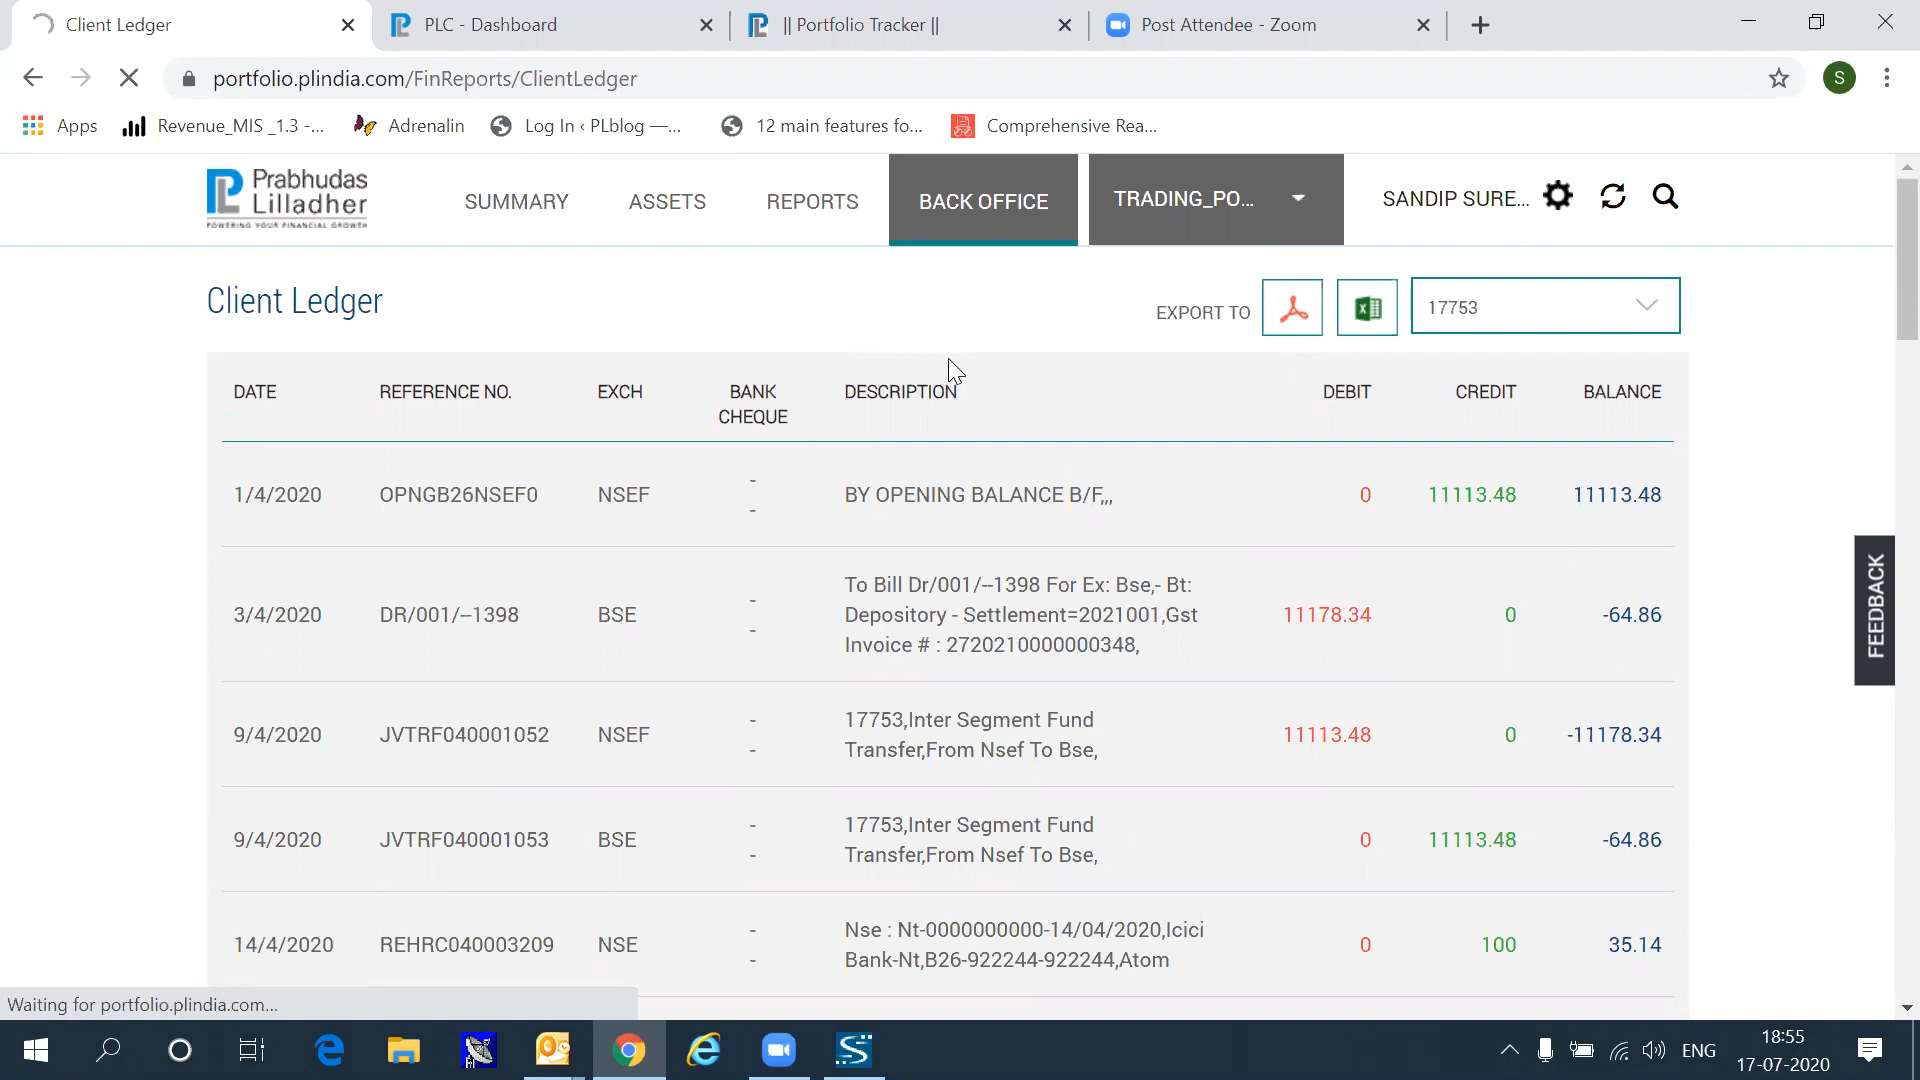 Client Ledger
PLC - Dashboard
|| Portfolio Tracker ||
Post Attendee - Zoom
portfolio.plindia.com/FinReports/ClientLedger
S
Apps
Revenue_MIS _1.3 -...
Adrenalin
Log In ‹ PLblog —...
12 main features fo...
Comprehensive Rea...
Prabhudas
Lilladher
POWERING YOUR FINANCIAL GROWTH
SUMMARY
ASSETS
REPORTS
BACK OFFICE
TRADING_PO...
SANDIP SURE...
Client Ledger
EXPORT TO
17753
DATE
REFERENCE NO.
EXCH
BANK
CHEQUE
DESCRIPTION
DEBIT
CREDIT
BALANCE
1/4/2020
OPNGB26NSEF0
NSEF
-
-
BY OPENING BALANCE B/F,,,
0
11113.48
11113.48
3/4/2020
DR/001/--1398
BSE
-
-
To Bill Dr/001/--1398 For Ex: Bse,- Bt:
Depository - Settlement=2021001,Gst
Invoice # : 2720210000000348,
11178.34
0
-64.86
9/4/2020
JVTRF040001052
NSEF
-
-
17753,Inter Segment Fund
Transfer,From Nsef To Bse,
11113.48
0
-11178.34
9/4/2020
JVTRF040001053
BSE
-
-
17753,Inter Segment Fund
Transfer,From Nsef To Bse,
0
11113.48
-64.86
14/4/2020
REHRC040003209
NSE
-
-
Nse : Nt-0000000000-14/04/2020,Icici
Bank-Nt,B26-922244-922244,Atom
0
100
35.14
FEEDBACK
Waiting for portfolio.plindia.com...
ENG
18:55
17-07-2020